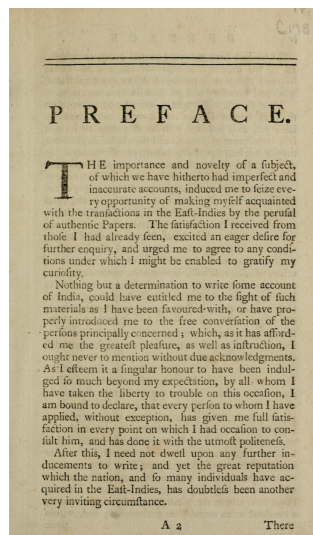 PREFACE.
THE importance and novelty of a ſubject,
of which we have hitherto had imperfect and
inaccurate accounts, induced me to ſeize eve-
ry opportunity of making myſelf acquainted
with the tranſactions in the Eaſt-Indies by the peruſal
of authentic Papers. The ſatisfaction I received from
thoſe I had already ſeen, excited an eager deſire for
further enquiry, and urged me to agree to any condi-
tions under which I might be enabled to gratify my
curioſity.
Nothing but a determination to write ſome account
of India, could have entitled me to the ſight of ſuch
materials as I have been favoured with, or have pro-
perly introduced me to the free converſation of the
perſons principally concerned; which, as it has afford-
ed me the greateſt pleaſure, as well as inſtruction, I
ought never to mention without due acknowledgments.
As I eſteem it a ſingular honour to have been indul-
ged ſo much beyond my expectation, by all whom I
have taken the liberty to trouble on this occaſion, I
am bound to declare, that every perſon to whom I have
applied, without exception, has given me full ſatis-
faction in every point on which I had occaſion to con-
ſult him, and has done it with the utmoſt politeneſs.
After this, I need not dwell upon any further in-
ducements to write; and yet the great reputation
which the nation, and ſo many individuals have ac-
quired in the Eaſt-Indies, has doubtleſs been another
very inviting circumſtance.
A 2 There